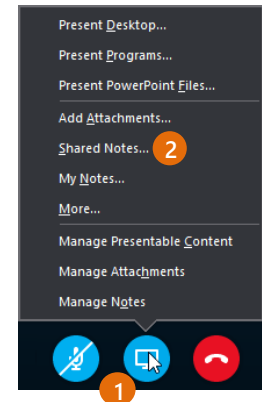 Present Desktop...
Present Programs...
Present PowerPoint Files...
Add Attachments...
Shared Notes... 2
My Notes...
More...
Manage Presentable Content
Manage Attachments
Manage Notes
1